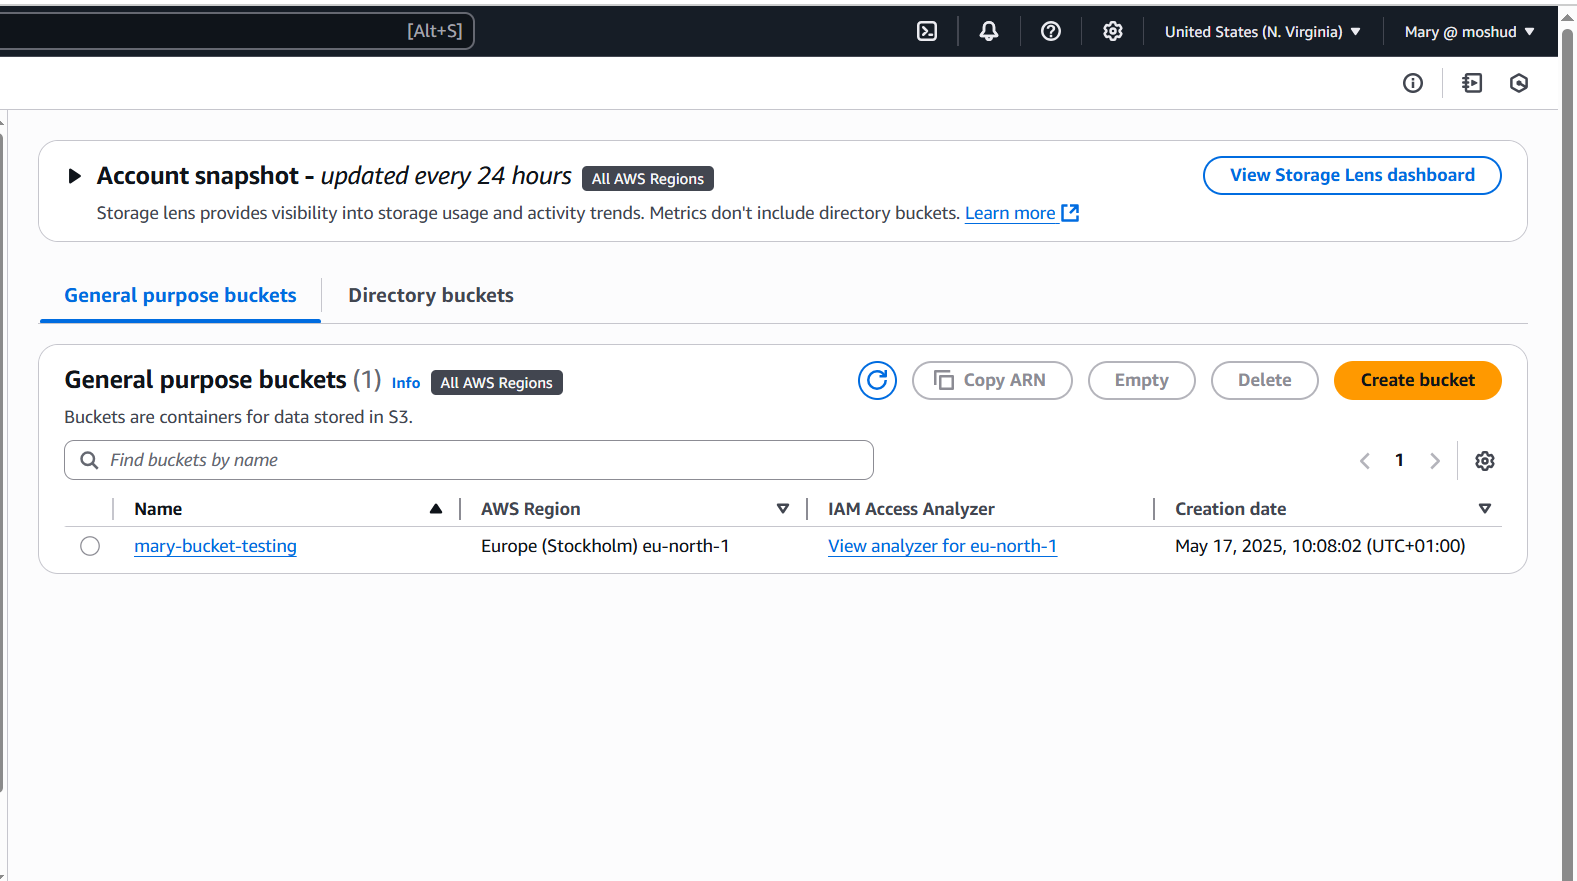 [Alt+S]
United States (N. Virginia)
Mary @ moshud
Account snapshot - updated every 24 hours
All AWS Regions
View Storage Lens dashboard
Storage lens provides visibility into storage usage and activity trends. Metrics don't include directory buckets. Learn more
General purpose buckets
Directory buckets
General purpose buckets (1) Info
All AWS Regions
Copy ARN
Empty
Delete
Create bucket
Buckets are containers for data stored in S3.
Find buckets by name
1
Name
AWS Region
IAM Access Analyzer
Creation date
mary-bucket-testing
Europe (Stockholm) eu-north-1
View analyzer for eu-north-1
May 17, 2025, 10:08:02 (UTC+01:00)